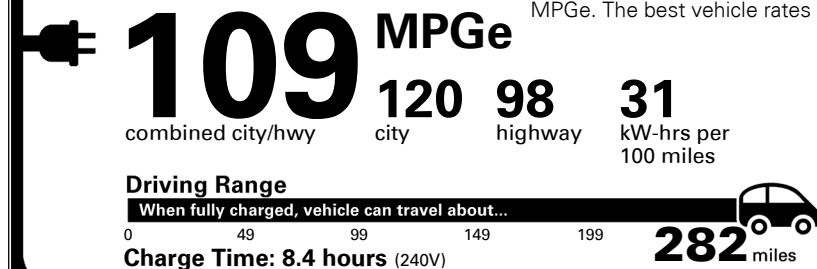 MPGe. The best vehicle rates
109 MPGe
120 98 31
combined city/hwy city highway kW-hrs per
100 miles
Driving Range
When fully charged, vehicle can travel about...
0 49 99 149 199 282 miles
Charge Time: 8.4 hours (240V)